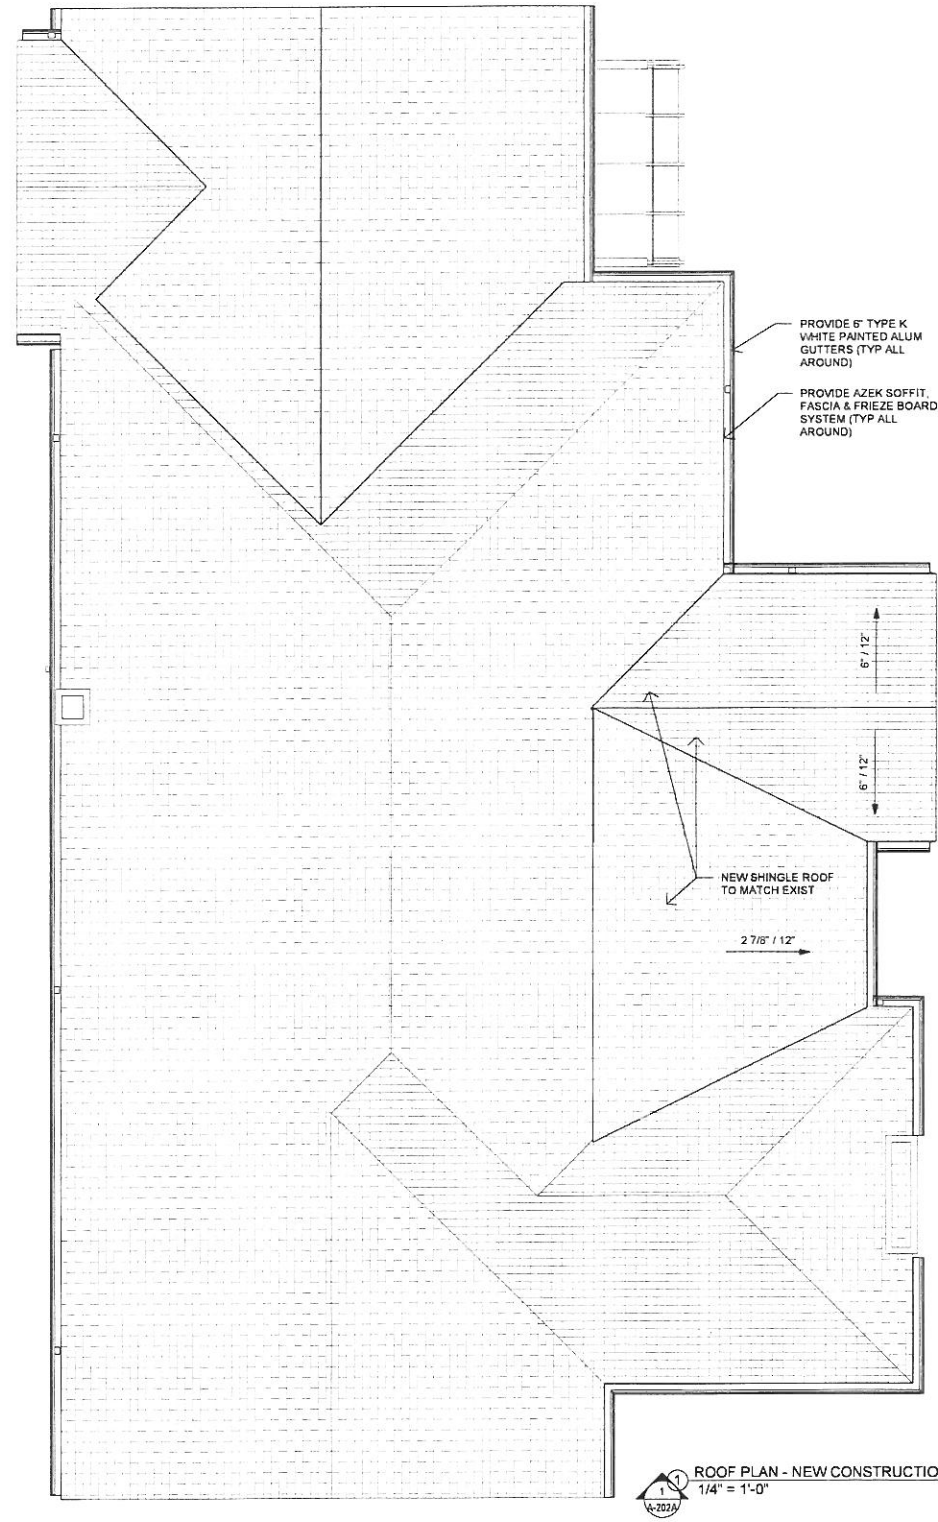 PROVIDE 6" TYPE K
WHITE PAINTED ALUM
GUTTERS (TYP ALL
AROUND)
PROVIDE AZEK SOFFIT,
FASCIA & FRIEZE BOARD
SYSTEM (TYP ALL
AROUND)
6" / 12"
6" / 12"
NEW SHINGLE ROOF
TO MATCH EXIST
2 7/8" / 12"
1
ROOF PLAN - NEW CONSTRUCTIO
1/4" = 1'-0"
1
A-202A